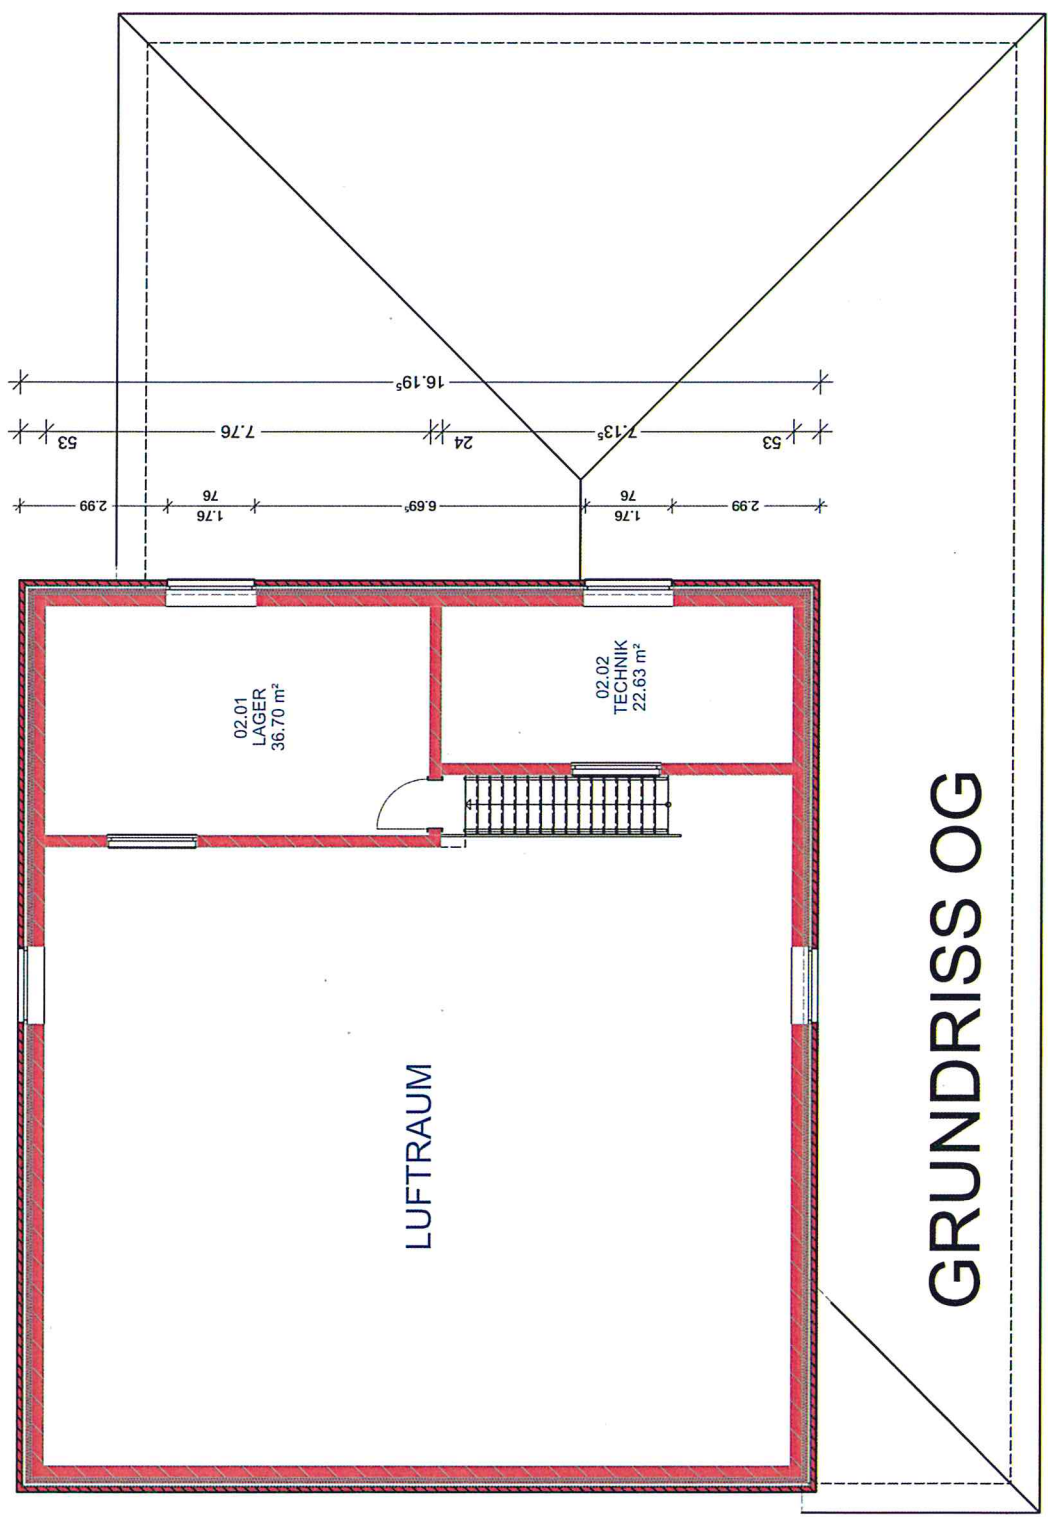 16.19⁵
53
7.76
24
7.13⁵
53
2.99
1.76
76
6.69⁵
1.76
76
2.99
02.01
LAGER
36.70 m²
02.02
TECHNIK
22.63 m²
LUFTRAUM
GRUNDRISS OG